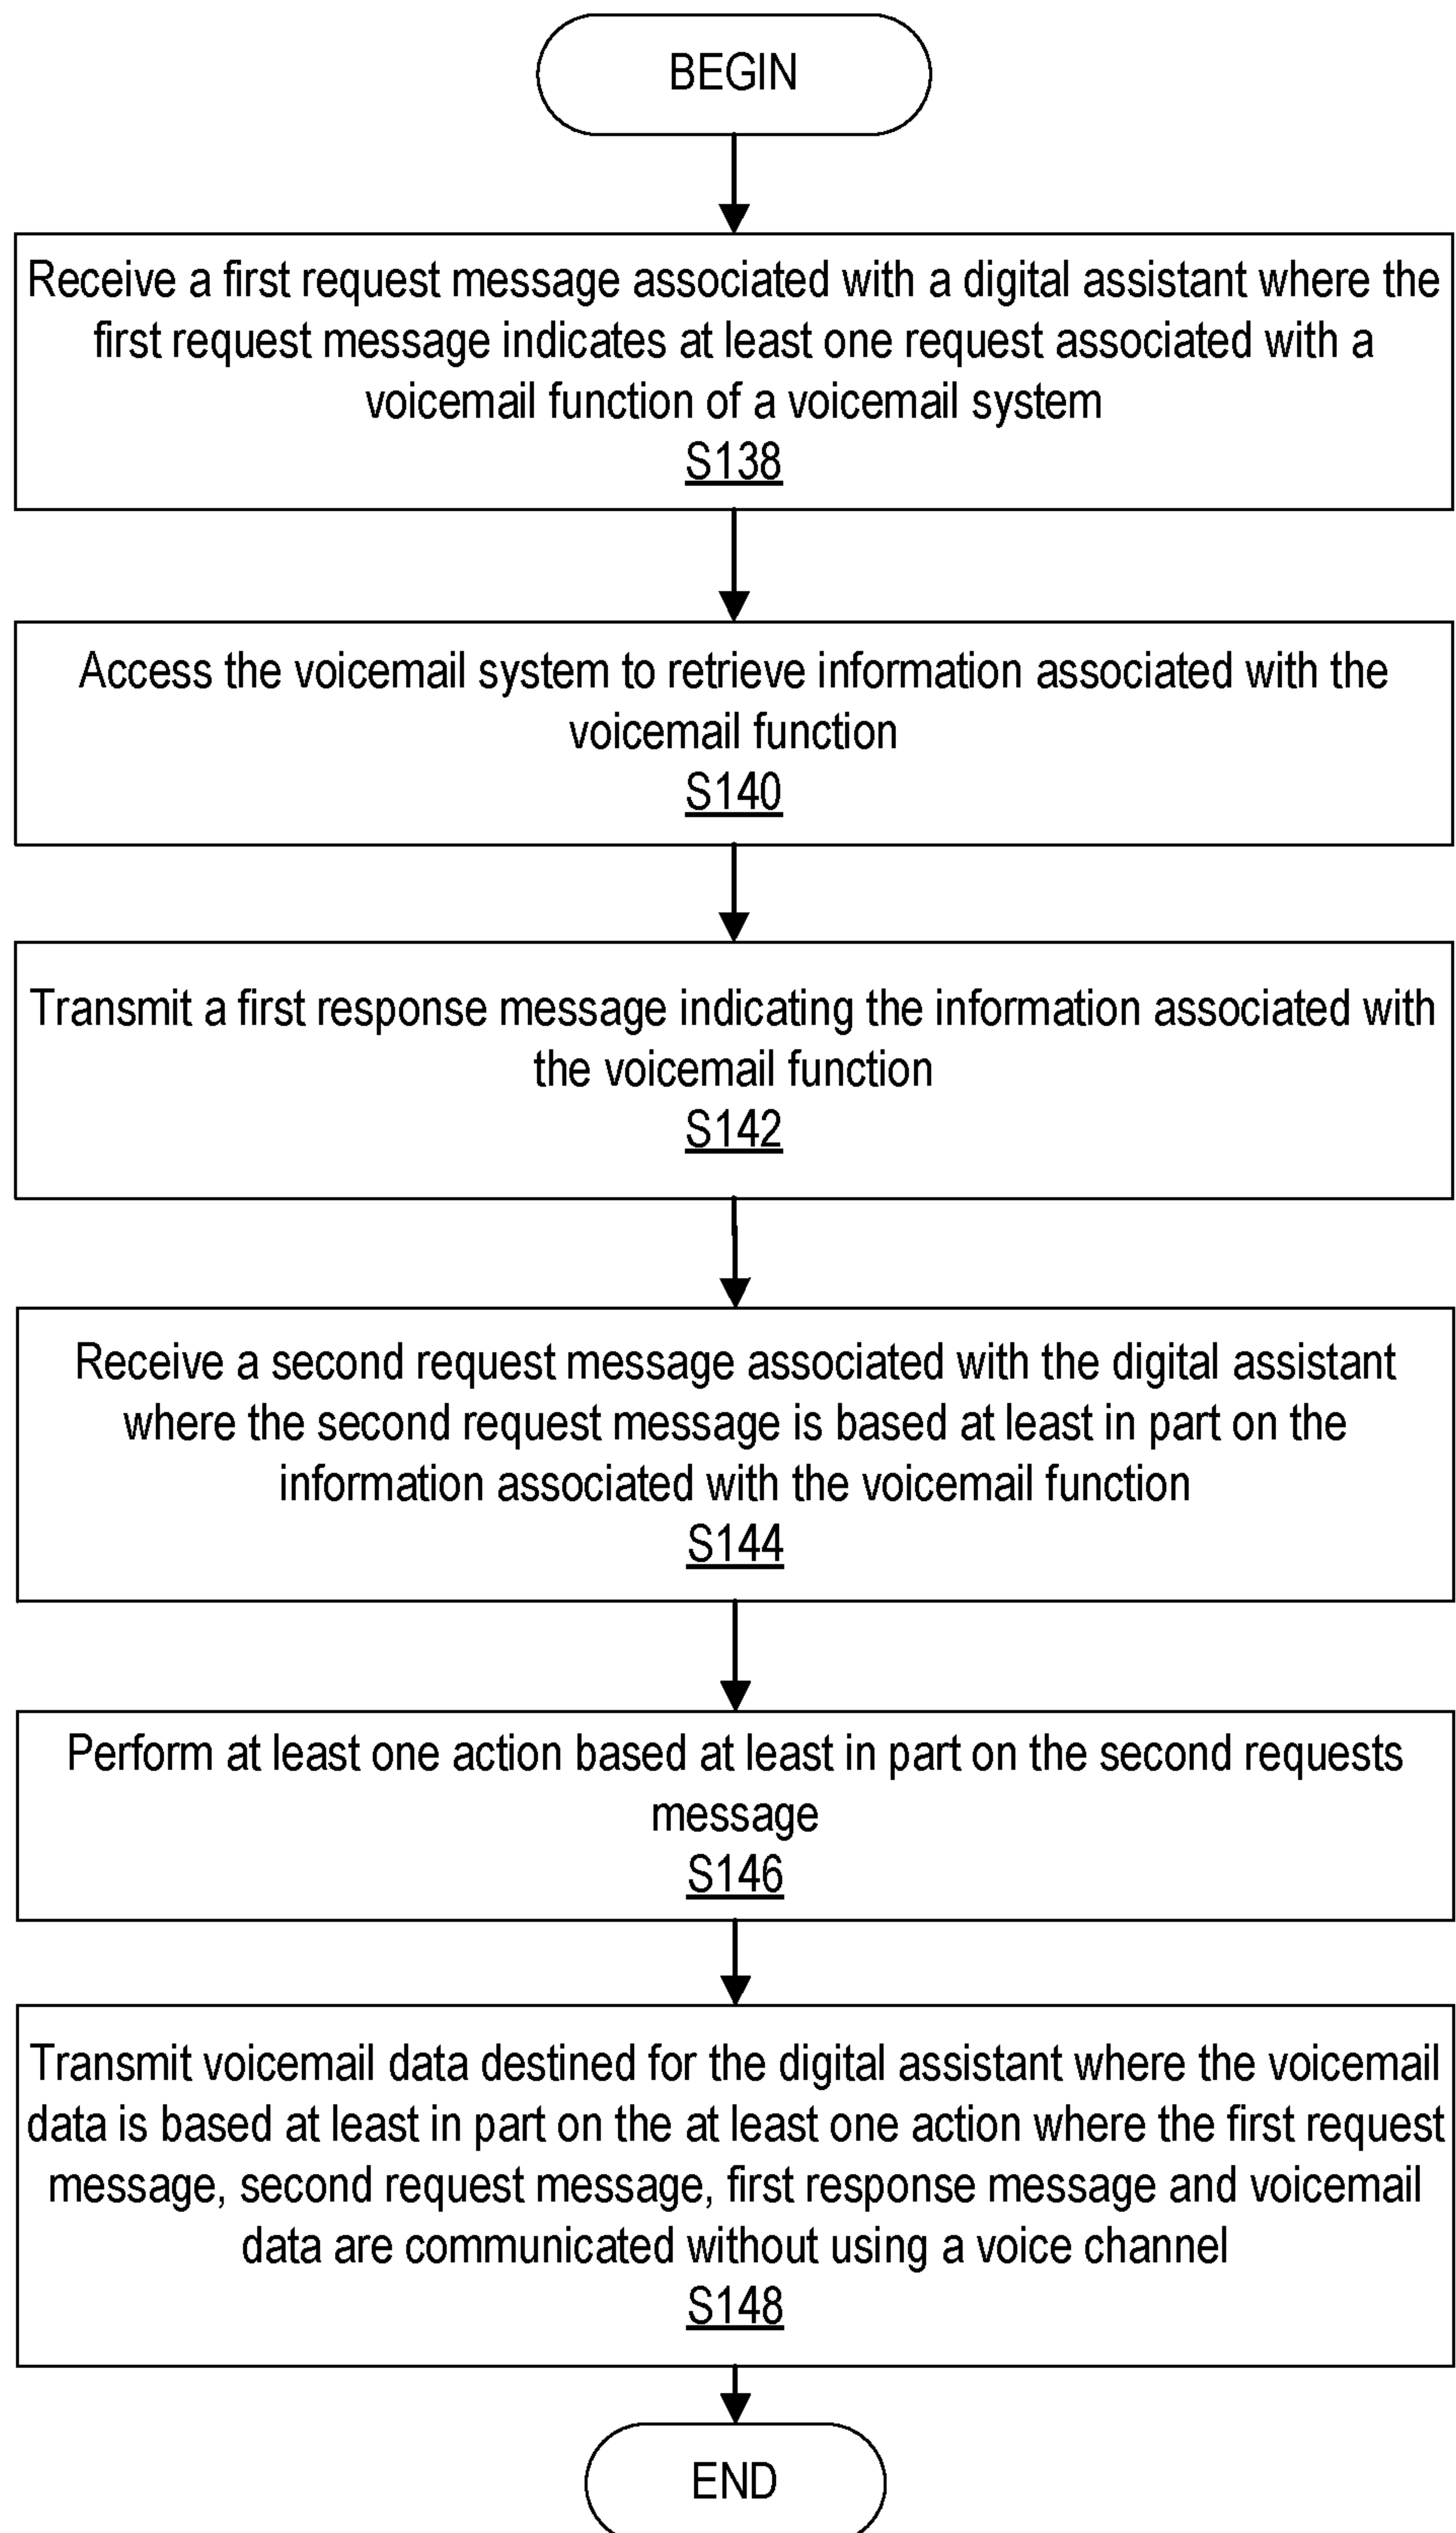 BEGIN
Receive a first request message associated with a digital assistant where the
first request message indicates at least one request associated with a
voicemail function of a voicemail system
S138
Access the voicemail system to retrieve information associated with the
voicemail function
S140
Transmit a first response message indicating the information associated with
the voicemail function
S142
Receive a second request message associated with the digital assistant
where the second request message is based at least in part on the
information associated with the voicemail function
S144
Perform at least one action based at least in part on the second requests
message
S146
Transmit voicemail data destined for the digital assistant where the voicemail
data is based at least in part on the at least one action where the first request
message, second request message, first response message and voicemail
data are communicated without using a voice channel
S148
END